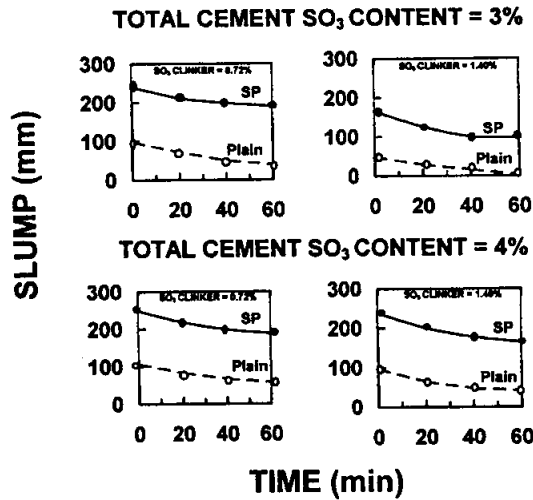 TOTAL CEMENT SO₃ CONTENT = 3%
SLUMP (mm)
300
200
100
0
SO₃ CLINKER = 0.72%
SP
Plain
0 20 40 60
300
200
100
0
SO₃ CLINKER = 1.40%
SP
Plain
0 20 40 60
TOTAL CEMENT SO₃ CONTENT = 4%
300
200
100
0
SO₃ CLINKER = 0.72%
SP
Plain
0 20 40 60
300
200
100
0
SO₃ CLINKER = 1.40%
SP
Plain
0 20 40 60
TIME (min)